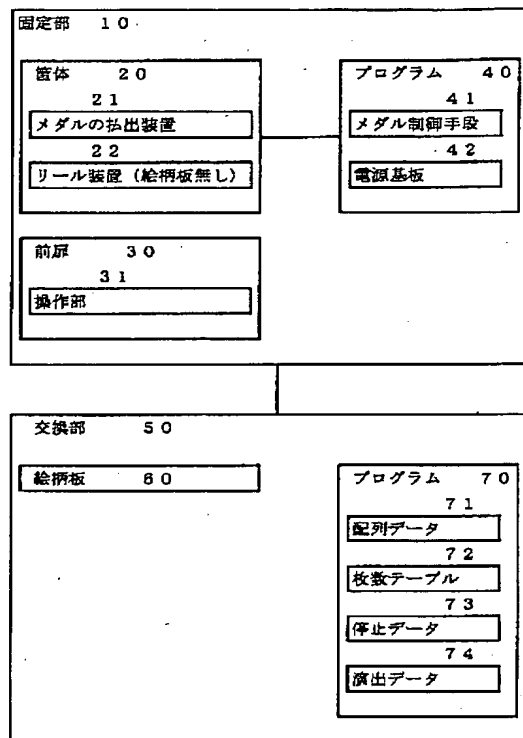 固定部 10
筐体 20
21
メダルの払出装置
22
リール装置（絵柄板無し）
プログラム 40
41
メダル制御手段
42
電源基板
前扉 30
31
操作部
交換部 50
絵柄板 60
プログラム 70
71
配列データ
72
枚数テーブル
73
停止データ
74
演出データ